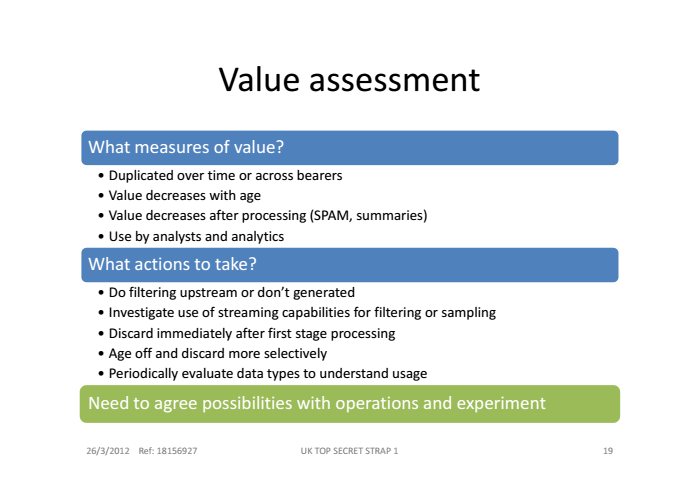 Value assessment
What measures of value?
• Duplicated over time or across bearers
• Value decreases with age
• Value decreases after processing (SPAM, summaries)
• Use by analysts and analytics
What actions to take?
• Do filtering upstream or don’t generated
• Investigate use of streaming capabilities for filtering or sampling
• Discard immediately after first stage processing
• Age off and discard more selectively
• Periodically evaluate data types to understand usage
Need to agree possibilities with operations and experiment
26/3/2012 Ref: 18156927 UK TOP SECRET STRAP 1 19